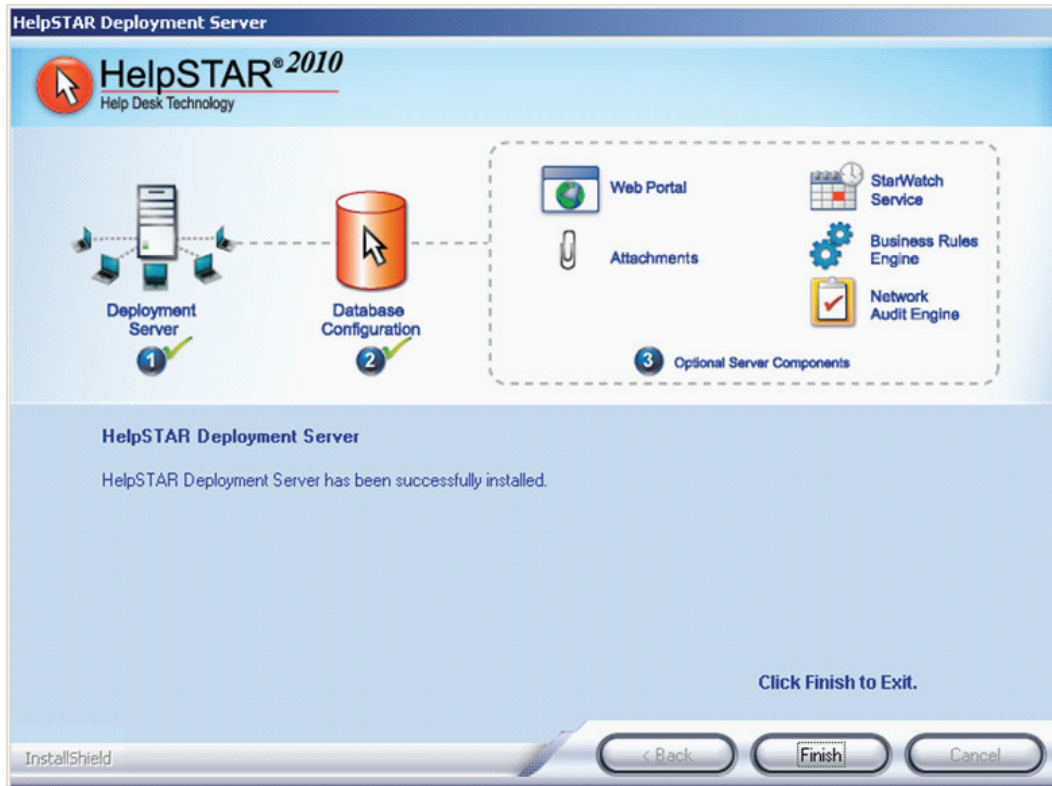 HelpSTAR Deployment Server
HelpSTAR® 2010
Help Desk Technology
Deployment
Server
1
Database
Configuration
2
Web Portal
Attachments
StarWatch
Service
Business Rules
Engine
Network
Audit Engine
3 Optional Server Components
HelpSTAR Deployment Server
HelpSTAR Deployment Server has been successfully installed.
Click Finish to Exit.
InstallShield
< Back
Finish
Cancel